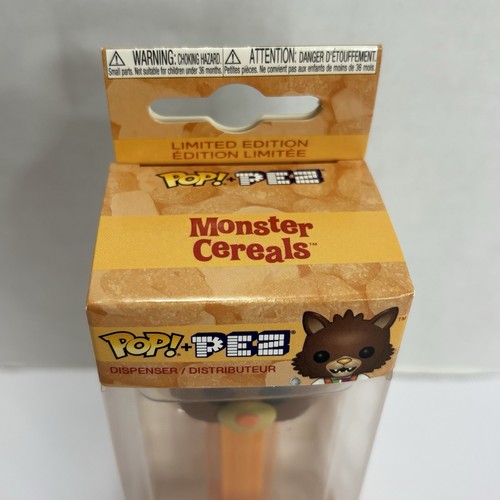 WARNING: CHOKING HAZARD.
Small parts. Not suitable for children under 36 months.
ATTENTION: DANGER D'ÉTOUFFEMENT.
Petites pièces. Ne convient pas aux enfants de moins de 36 mois.
LIMITED EDITION
ÉDITION LIMITÉE
POP!+PEZ
Monster
Cereals™
POP!+PEZ®
DISPENSER / DISTRIBUTEUR
™